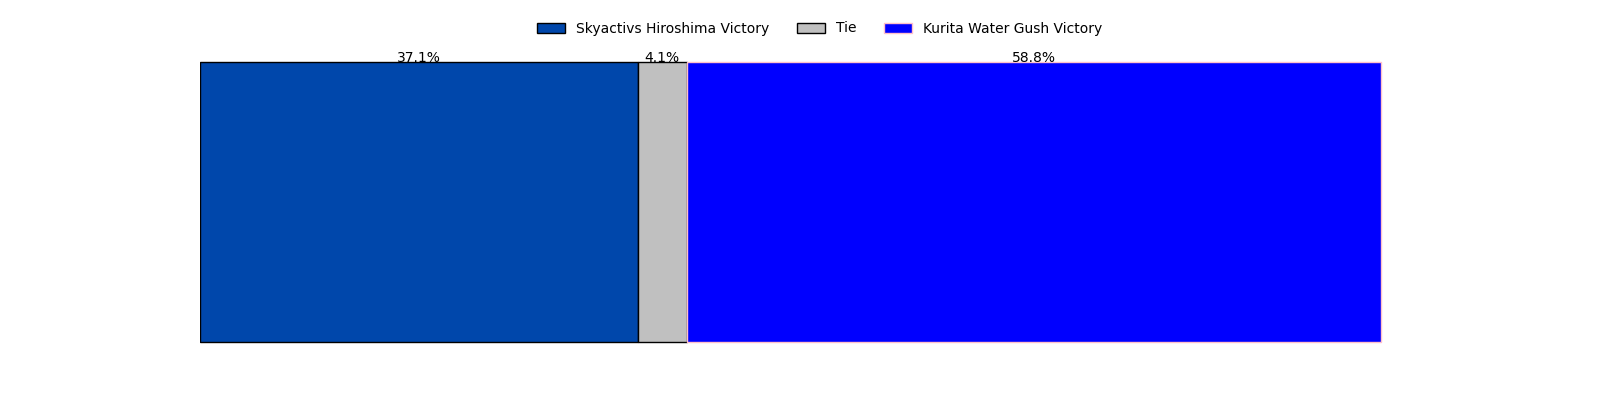 Skyactivs Hiroshima Victory Tie Kurita Water Gush Victory
37.1% 4.1% 58.8%